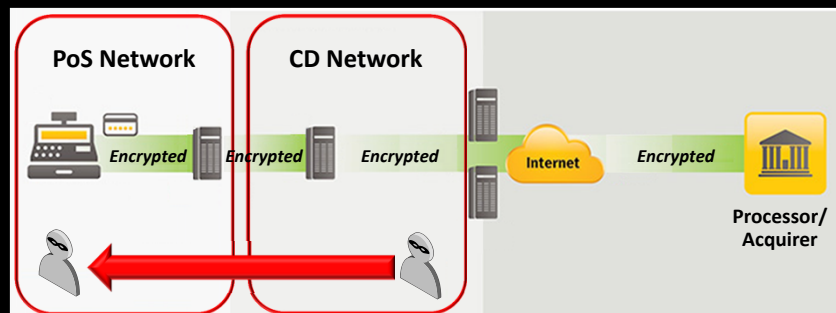 PoS Network
CD Network
Encrypted
Encrypted
Encrypted
Internet
Encrypted
Processor/
Acquirer